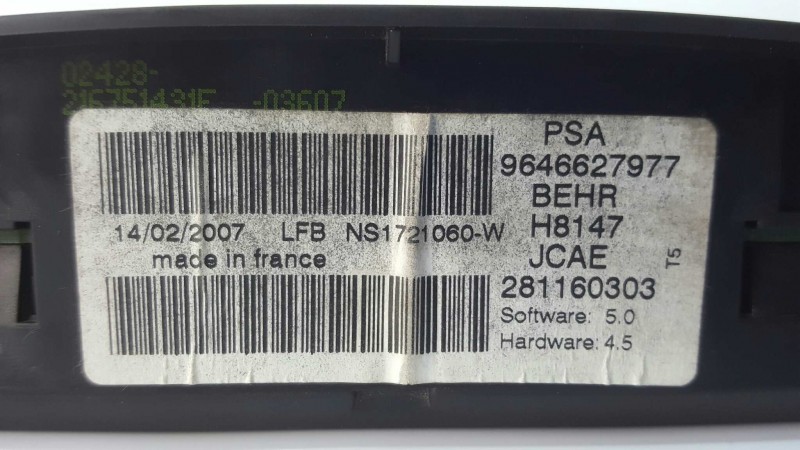 02428-
216751431F -03607
PSA
9646627977
BEHR
14/02/2007 LFB NS1721060-W H8147
made in france JCAE
T5
281160303
Software: 5.0
Hardware: 4.5